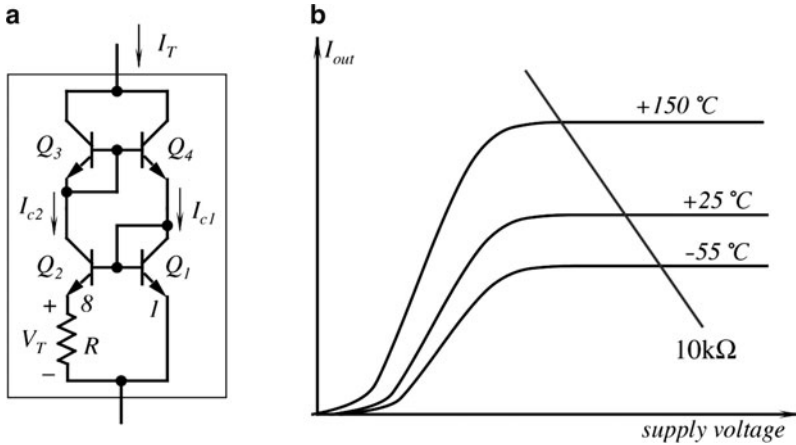 a
I_T
Q_3
Q_4
I_c2
I_c1
Q_2
Q_1
+
8
1
V_T
R
–
b
I_out
+150 °C
+25 °C
-55 °C
10kΩ
supply voltage